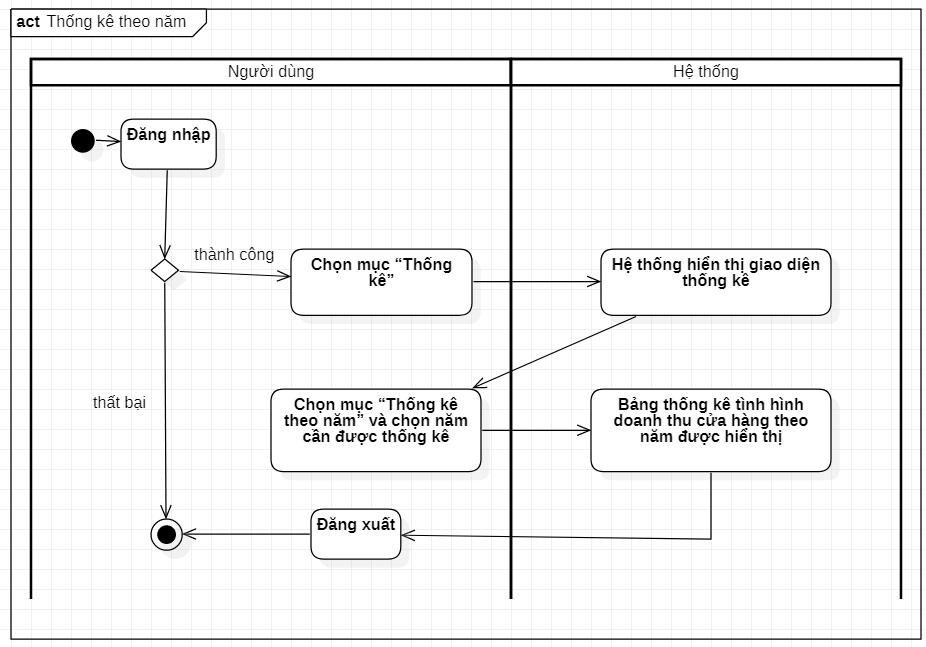 act Thống kê theo năm
Người dùng
Hệ thống
Đăng nhập
thành công
Chọn mục “Thống
kê”
Hệ thống hiển thị giao diện
thống kê
thất bại
Chọn mục “Thống kê
theo năm” và chọn năm
cần được thống kê
Bảng thống kê tình hình
doanh thu cửa hàng theo
năm được hiển thị
Đăng xuất